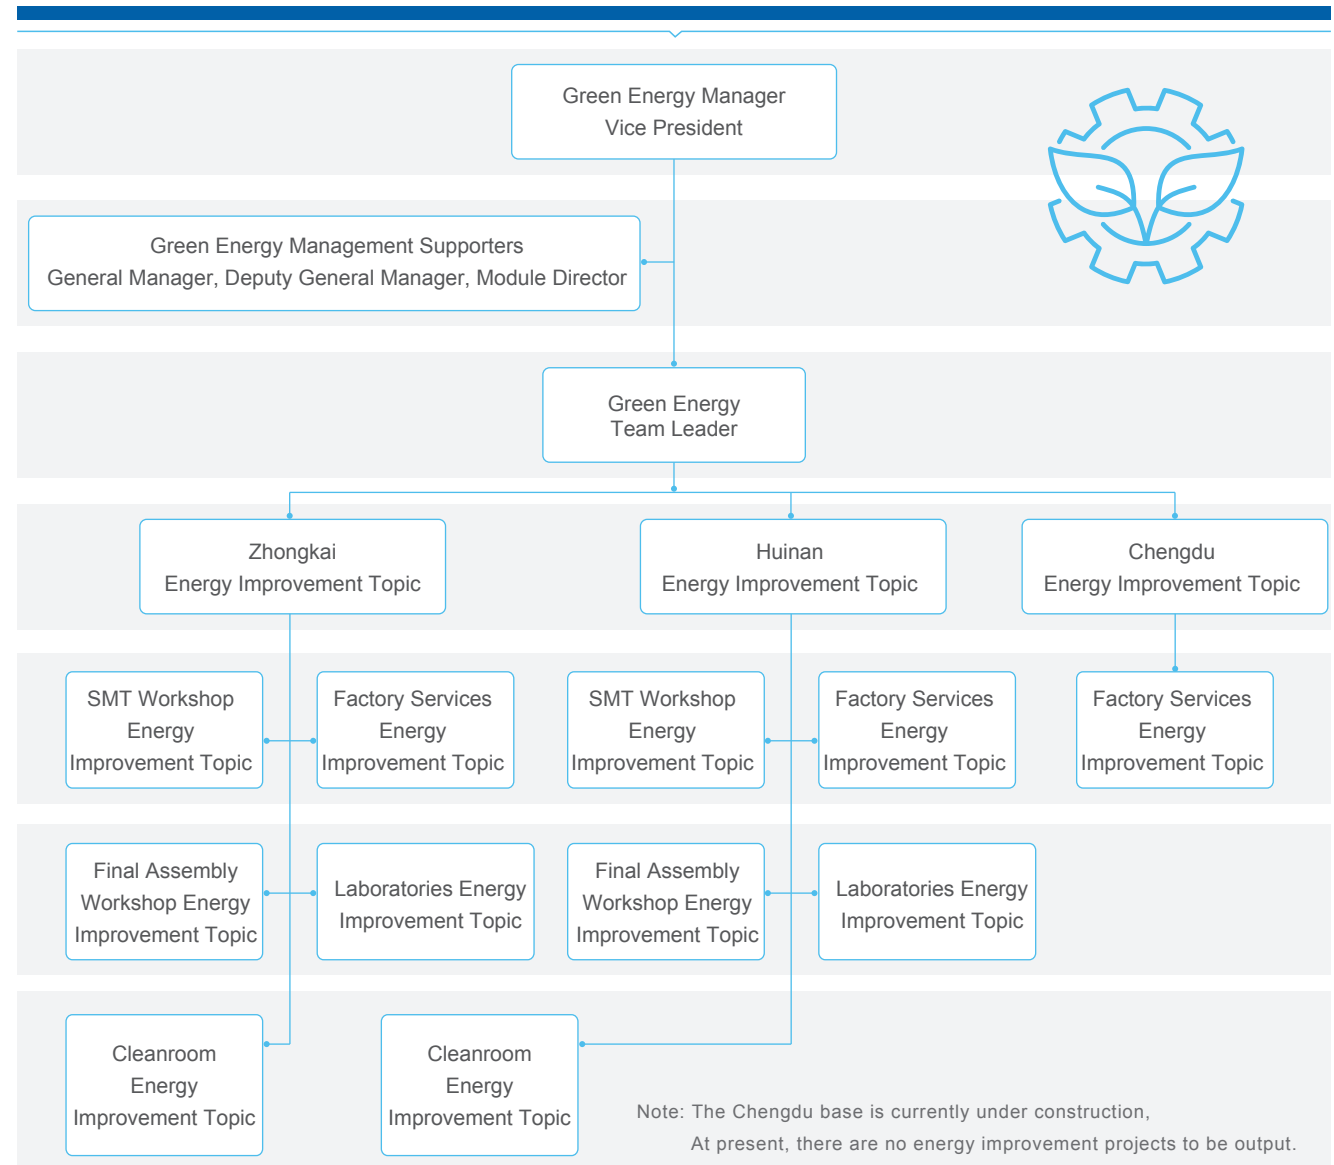 Green Energy Manager
Vice President
Green Energy Management Supporters
General Manager, Deputy General Manager, Module Director
Green Energy
Team Leader
Zhongkai
Energy Improvement Topic
Huinan
Energy Improvement Topic
Chengdu
Energy Improvement Topic
SMT Workshop
Energy
Improvement Topic
Factory Services
Energy
Improvement Topic
SMT Workshop
Energy
Improvement Topic
Factory Services
Energy
Improvement Topic
Factory Services
Energy
Improvement Topic
Final Assembly
Workshop Energy
Improvement Topic
Laboratories Energy
Improvement Topic
Final Assembly
Workshop Energy
Improvement Topic
Laboratories Energy
Improvement Topic
Cleanroom
Energy
Improvement Topic
Cleanroom
Energy
Improvement Topic
Note: The Chengdu base is currently under construction,
At present, there are no energy improvement projects to be output.